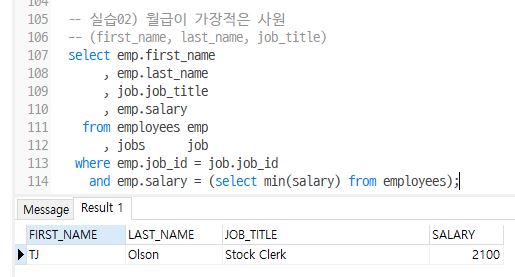 105
106 -- 실습02) 월급이 가장적은 사원
-- (first_name, last_name, job_title)
107 select emp.first_name
108 , emp.last_name
109 , job.job_title
110 , emp.salary
111 from employees emp
112 , jobs job
113 where emp.job_id = job.job_id
114 and emp.salary = (select min(salary) from employees);
Message Result 1
FIRST_NAME LAST_NAME JOB_TITLE SALARY
TJ Olson Stock Clerk 2100